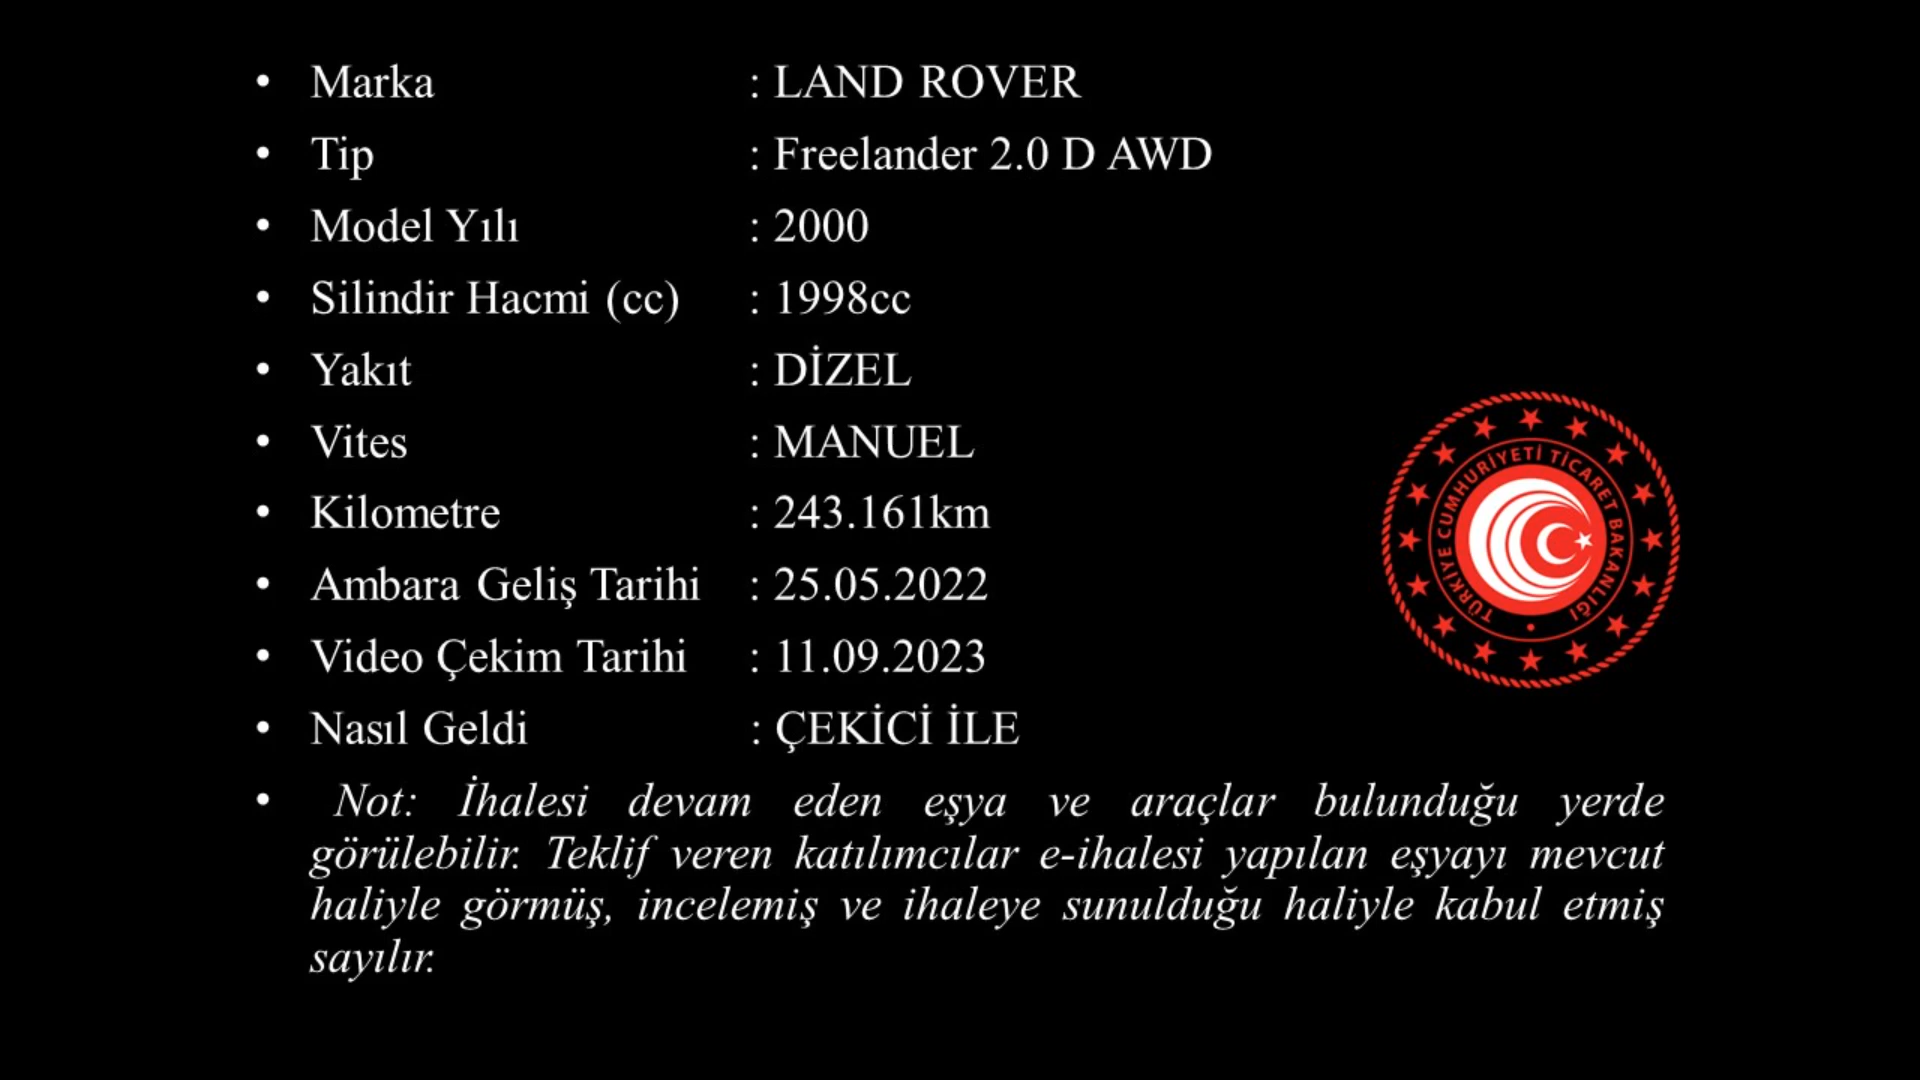 • Marka : LAND ROVER
• Tip : Freelander 2.0 D AWD
• Model Yılı : 2000
• Silindir Hacmi (cc) : 1998cc
• Yakıt : DİZEL
• Vites : MANUEL
• Kilometre : 243.161km
• Ambara Geliş Tarihi : 25.05.2022
• Video Çekim Tarihi : 11.09.2023
• Nasıl Geldi : ÇEKİCİ İLE
• Not: İhalesi devam eden eşya ve araçlar bulunduğu yerde
görülebilir. Teklif veren katılımcılar e-ihalesi yapılan eşyayı mevcut
haliyle görmüş, incelemiş ve ihaleye sunulduğu haliyle kabul etmiş
sayılır.
TÜRKİYE CUMHURİYETİ TİCARET BAKANLIĞI